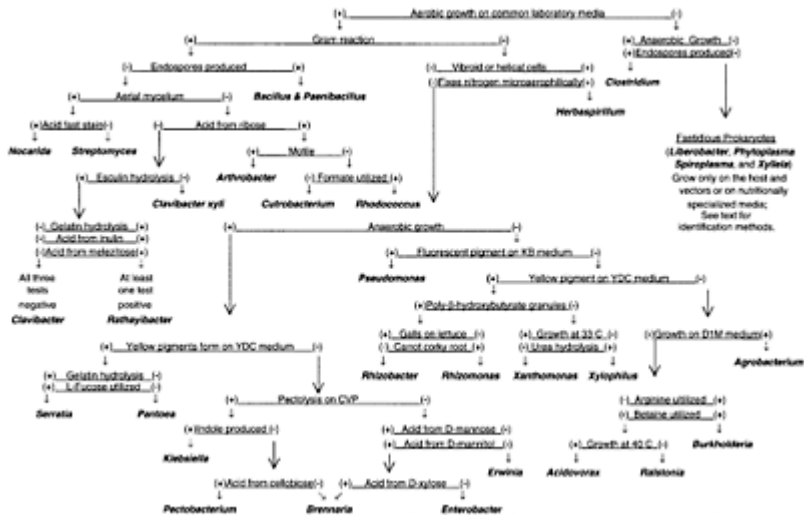 (+) Aerobic growth on common laboratory media (-)
(+) Gram reaction (-)
(+) Anaerobic Growth (-)
(-) Endospores produced (+)
(-) Vibroid or helical cells (+)
(+) Endospores produced (-)
(+) Aerial mycelium (-)
Bacillus & Paenibacillus
(-) Fixes nitrogen microaerophilically (+)
Clostridium
Herbaspirillum
(+) Acid fast stain (-)
(-) Acid from ribose (+)
Nocardia
Streptomyces
(+) Motile (-)
Fastidious Prokaryotes
(Liberobacter, Phytoplasma
Spiroplasma, and Xylella)
Grow only on the host and
vectors or on nutritionally
specialized media;
See text for
identification methods.
(+) Esculin hydrolysis (-)
Arthrobacter
(-) Formate utilized (+)
Clavibacter xyli
Curtobacterium
Rhodococcus
(-) Gelatin hydrolysis (+)
(-) Acid from inulin (+)
(-) Acid from melezitose (+)
(+) Anaerobic growth (-)
(+) Fluorescent pigment on KB medium (-)
All three
tests
negative
Clavibacter
At least
one test
positive
Rathayibacter
Pseudomonas
(+) Yellow pigment on YDC medium (-)
(+) Poly-β-hydroxybutyrate granules (-)
(+) Galls on lettuce (-)
(-) Carrot corky root (+)
(+) Growth at 33 C (-)
(-) Urea hydrolysis (+)
(-) Growth on D1M medium (+)
(+) Yellow pigments form on YDC medium (-)
Rhizobacter
Rhizomonas
Xanthomonas
Xylophilus
Agrobacterium
(+) Gelatin hydrolysis (-)
(+) L-Fucose utilized (-)
Serratia
Pantoea
(+) Pectolysis on CVP (-)
(-) Arginine utilized (+)
(-) Betaine utilized (+)
(+) Indole produced (-)
(+) Acid from D-mannose (-)
(+) Acid from D-mannitol (-)
Burkholderia
Klebsiella
Erwinia
(+) Growth at 40 C (-)
Acidovorax
Ralstonia
(+) Acid from cellobiose (-)
(+) Acid from D-xylose (-)
Pectobacterium
Brennaria
Enterobacter